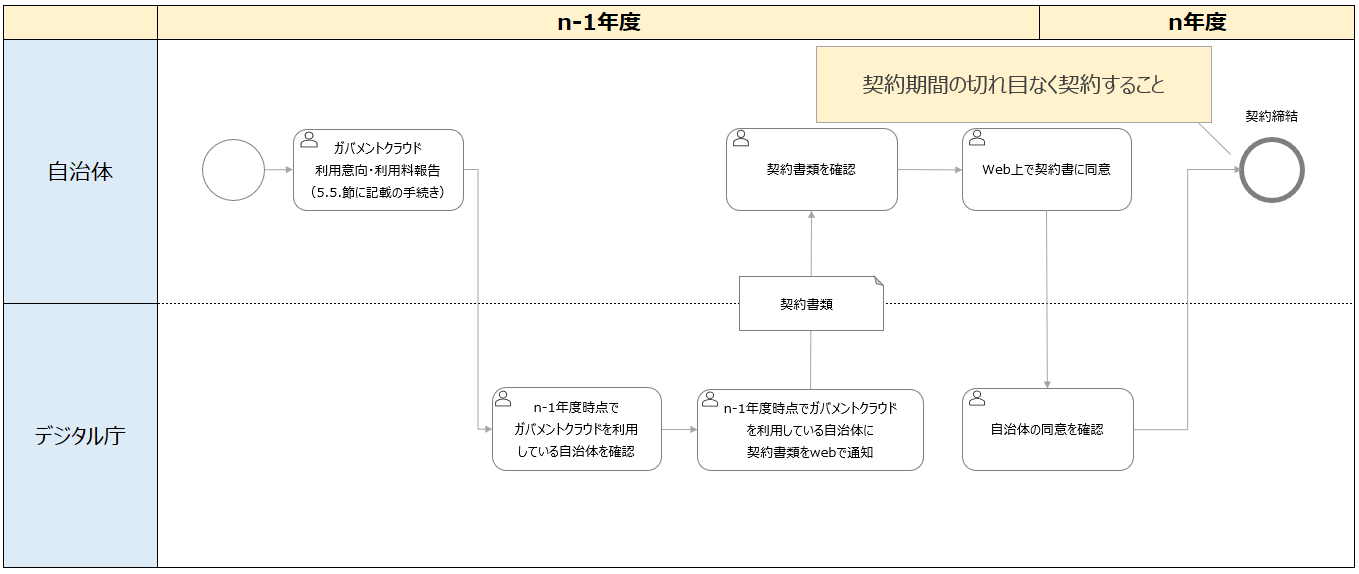 n-1年度
n年度
自治体
契約期間の切れ目なく契約すること
契約締結
ガバメントクラウド
利用意向・利用料報告
（5.5.節に記載の手続き）
契約書類を確認
Web上で契約書に同意
契約書類
デジタル庁
n-1年度時点で
ガバメントクラウドを利用
している自治体を確認
n-1年度時点でガバメントクラウド
を利用している自治体に
契約書類をwebで通知
自治体の同意を確認